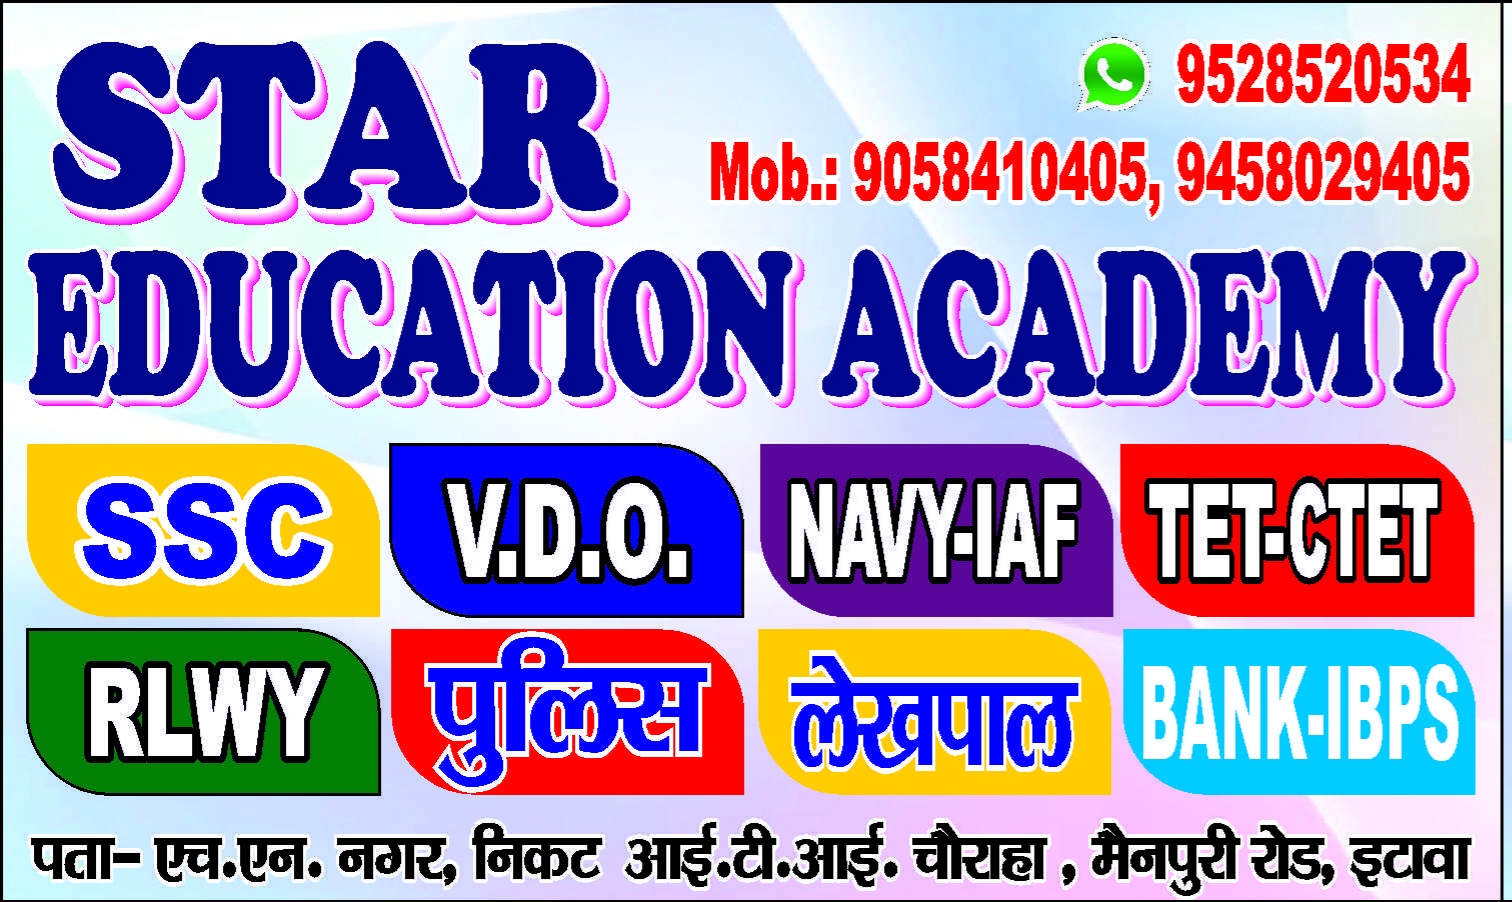 STAR
9528520534
Mob.: 9058410405, 9458029405
EDUCATION ACADEMY
SSC
V.D.O.
NAVY-IAF
TET-CTET
RLWY
पुलिस
लेखपाल
BANK-IBPS
पता- एच.एन. नगर, निकट आई.टी.आई. चौराहा , मैनपुरी रोड, इटावा